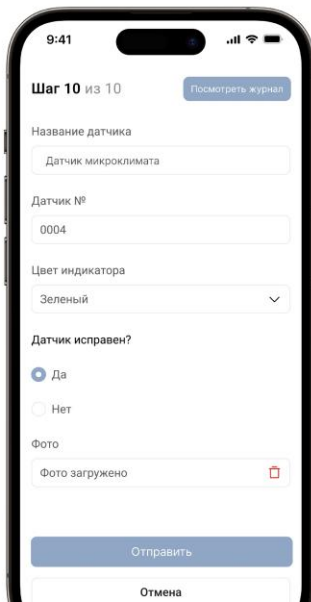 9:41
Шаг 10 из 10
Посмотреть журнал
Название датчика
Датчик микроклимата
Датчик №
0004
Цвет индикатора
Зеленый
Датчик исправен?
Да
Нет
Фото
Фото загружено
Отправить
Отмена